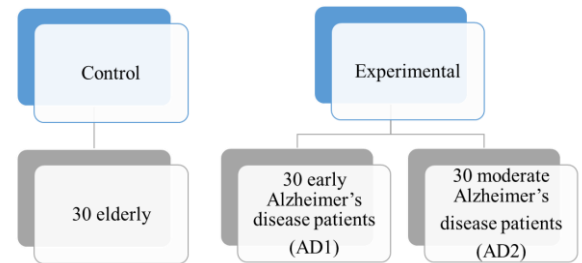 Control
Experimental
30 elderly
30 early
Alzheimer's
disease patients
(AD1)
30 moderate
Alzheimer's
disease patients
(AD2)